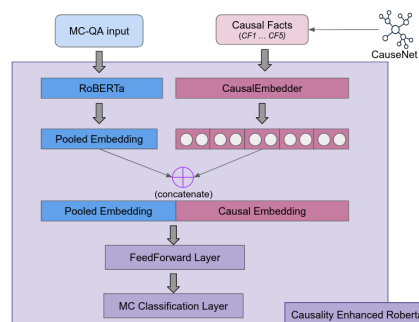 MC-QA input
Causal Facts
(CF1 ... CF5)
CauseNet
RoBERTa
CausalEmbedder
Pooled Embedding
(concatenate)
Pooled Embedding
Causal Embedding
FeedForward Layer
MC Classification Layer
Causality Enhanced Roberta